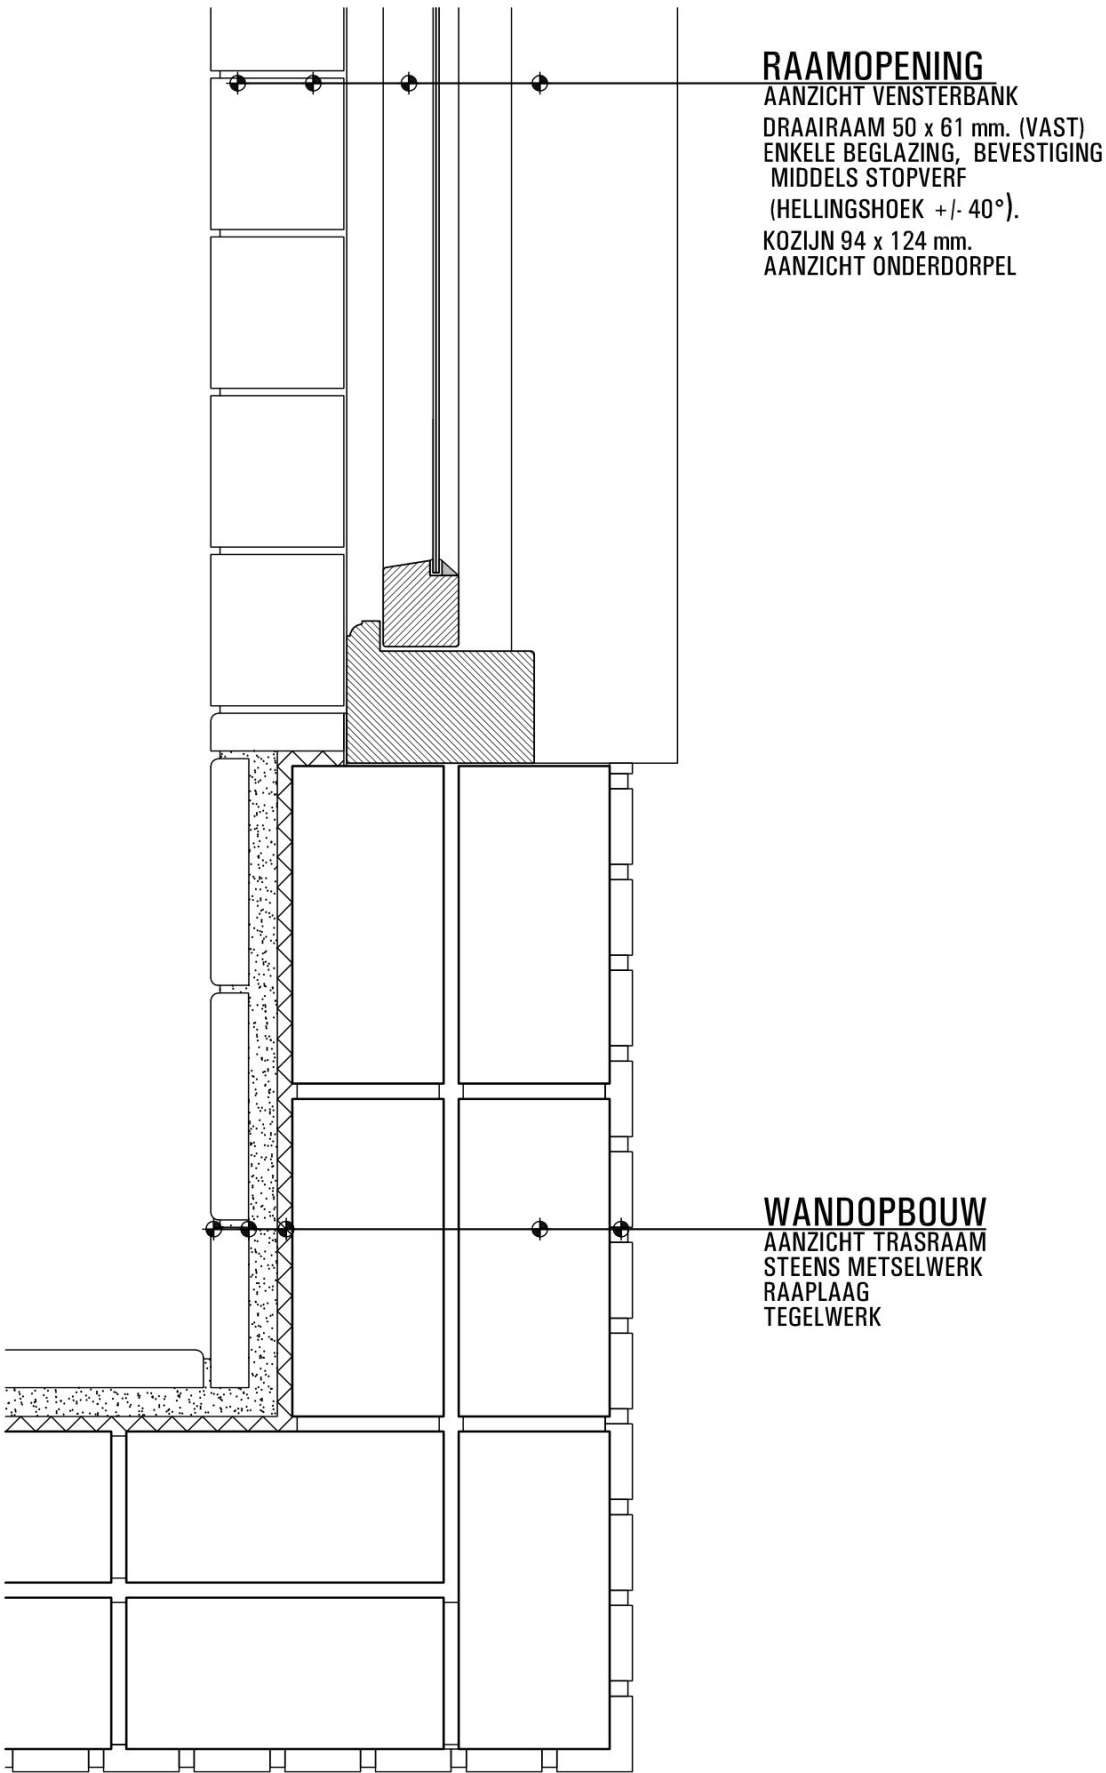 RAAMOPENING
AANZICHT VENSTERBANK
DRAAIRAAM 50 x 61 mm. (VAST)
ENKELE BEGLAZING, BEVESTIGING
MIDDELS STOPVERF
(HELLINGSHOEK +/- 40°).
KOZIJN 94 x 124 mm.
AANZICHT ONDERDORPEL
WANDOPBOUW
AANZICHT TRASRAAM
STEENS METSELWERK
RAAPLAAG
TEGELWERK